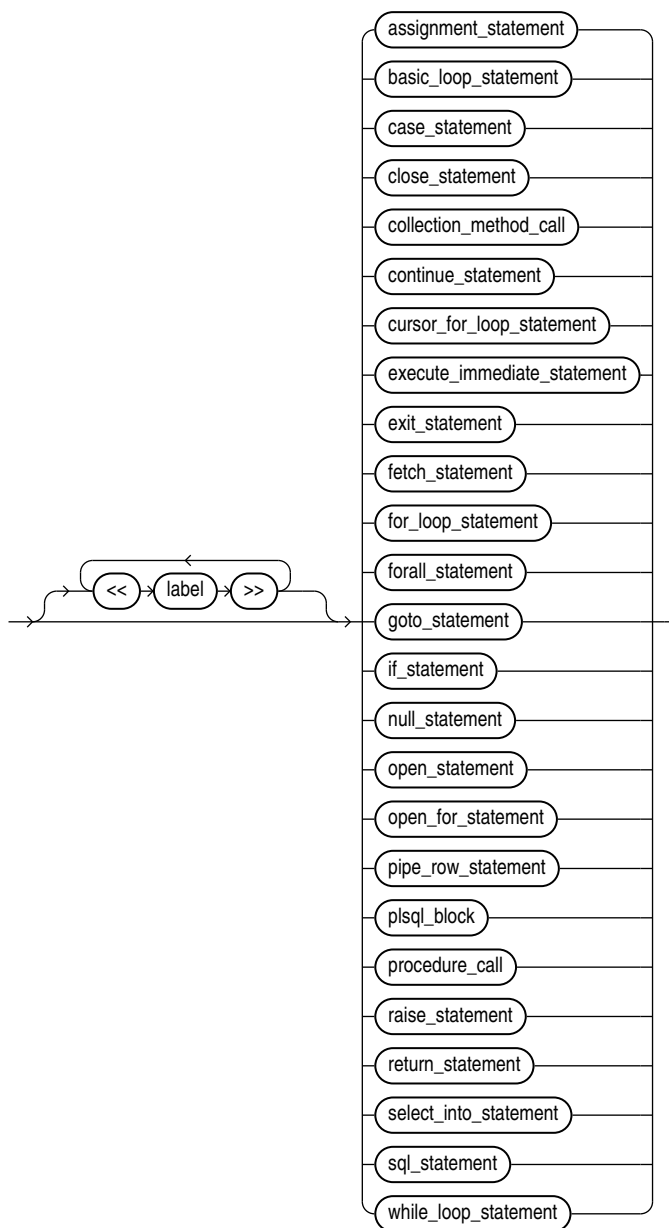 assignment_statement
basic_loop_statement
case_statement
close_statement
collection_method_call
continue_statement
cursor_for_loop_statement
execute_immediate_statement
exit_statement
fetch_statement
for_loop_statement
forall_statement
<< label >>
goto_statement
if_statement
null_statement
open_statement
open_for_statement
pipe_row_statement
plsql_block
procedure_call
raise_statement
return_statement
select_into_statement
sql_statement
while_loop_statement